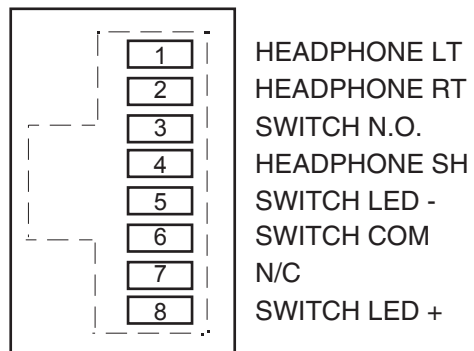 1 HEADPHONE LT
2 HEADPHONE RT
3 SWITCH N.O.
4 HEADPHONE SH
5 SWITCH LED -
6 SWITCH COM
7 N/C
8 SWITCH LED +